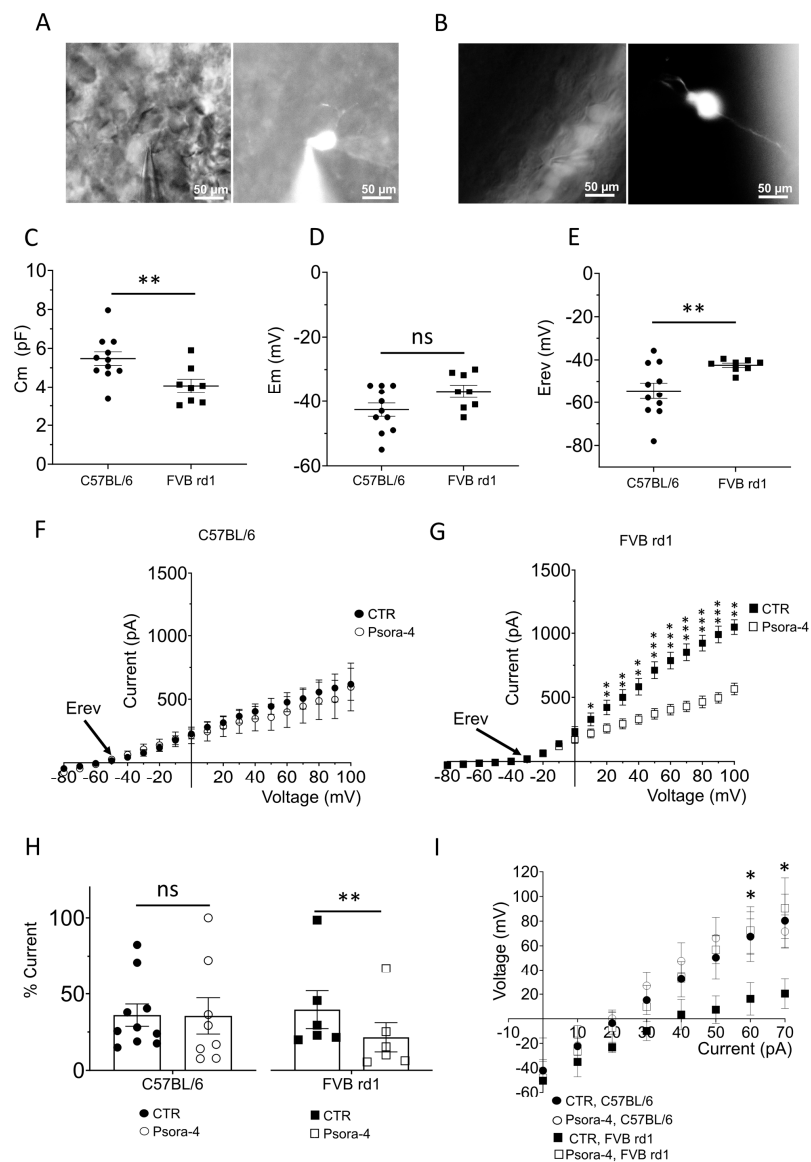 A
B
50 µm
50 µm
50 µm
50 µm
C
D
E
10
8
6
4
2
0
Cm (pF)
**
C57BL/6
FVB rd1
0
-20
-40
-60
Em (mV)
ns
C57BL/6
FVB rd1
0
-20
-40
-60
-80
Erev (mV)
**
C57BL/6
FVB rd1
F
C57BL/6
1500
1000
500
Current (pA)
CTR
Psora-4
Erev
-80
-60
-40
-20
20
40
60
80
100
Voltage (mV)
G
FVB rd1
1500
1000
500
Current (pA)
CTR
Psora-4
*
**
**
**
***
***
***
***
***
**
Erev
-80
-60
-40
-20
20
40
60
80
100
Voltage (mV)
H
100
50
0
% Current
ns
**
C57BL/6
FVB rd1
CTR
Psora-4
CTR
Psora-4
I
100
80
60
40
20
-20
-40
-60
Voltage (mV)
**
*
-10
10
20
30
40
50
60
70
Current (pA)
CTR, C57BL/6
Psora-4, C57BL/6
CTR, FVB rd1
Psora-4, FVB rd1